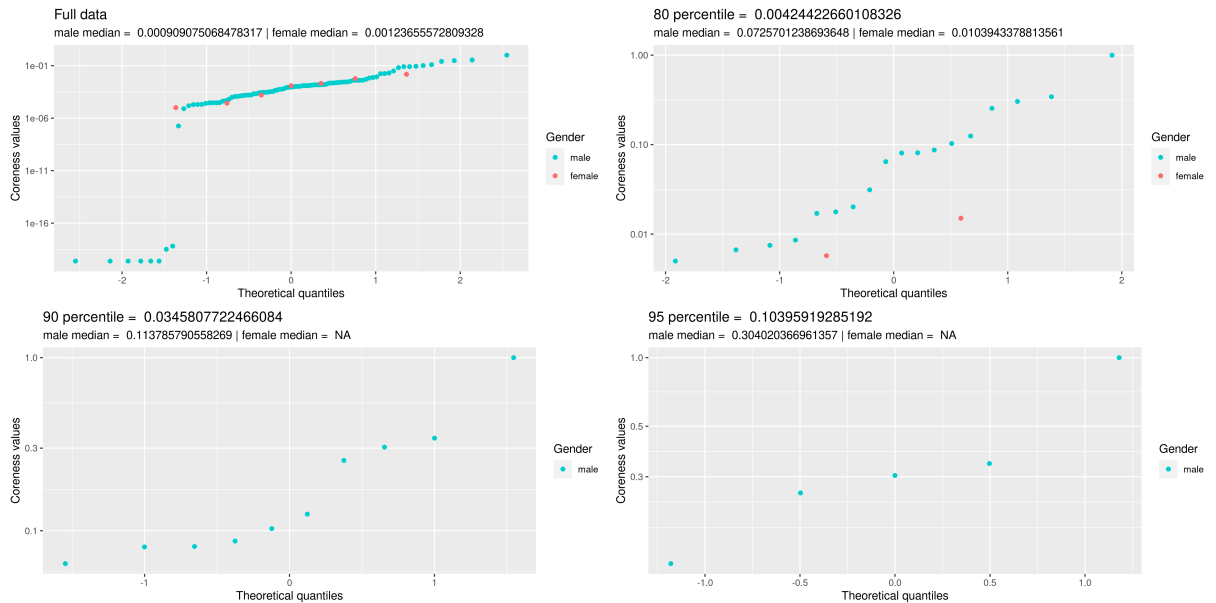 Full data
male median = 0.000909075068478317 | female median = 0.00123655572809328
1e-01
1e-06
1e-11
1e-16
-2
-1
0
1
2
Theoretical quantiles
Coreness values
Gender
male
female
80 percentile = 0.00424422660108326
male median = 0.0725701238693648 | female median = 0.0103943378813561
1.00
0.10
0.01
-2
-1
0
1
2
Theoretical quantiles
Coreness values
Gender
male
female
90 percentile = 0.0345807722466084
male median = 0.113785790558269 | female median = NA
1.0
0.3
0.1
-1
0
1
Theoretical quantiles
Coreness values
Gender
male
95 percentile = 0.10395919285192
male median = 0.304020366961357 | female median = NA
1.0
0.5
0.3
-1.0
-0.5
0.0
0.5
1.0
Theoretical quantiles
Coreness values
Gender
male